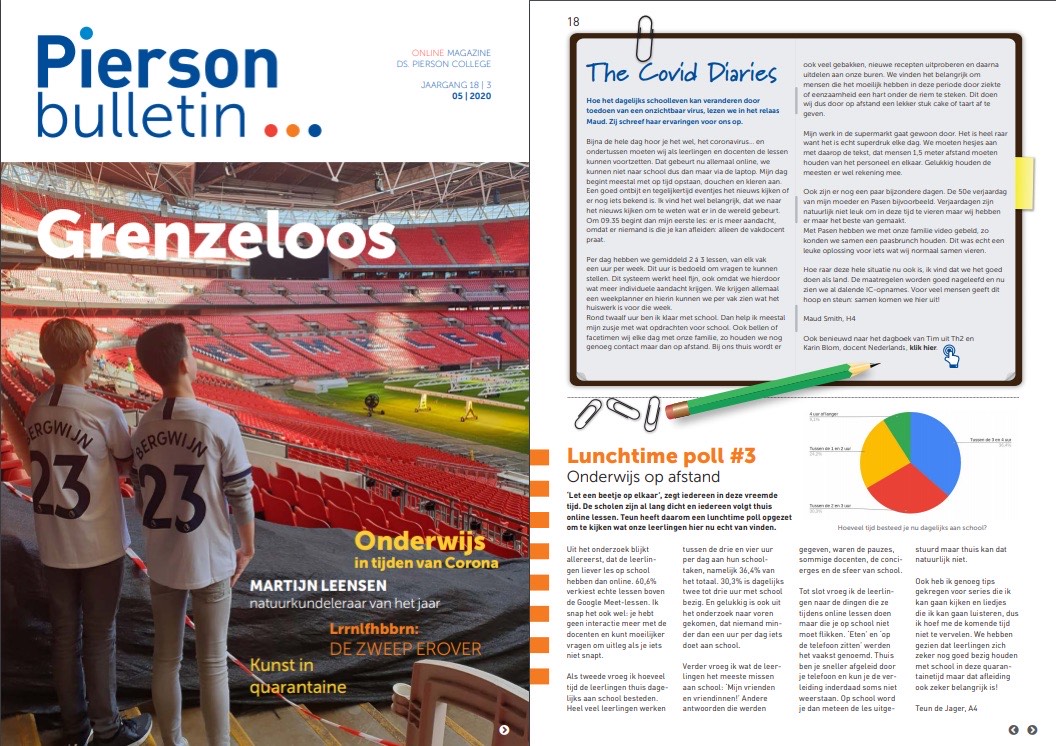 Pierson
bulletin
ONLINE MAGAZINE
DS. PIERSON COLLEGE
JAARGANG 18 | 3
05 | 2020
Grenzeloos
WEMBLEY
BERGWIJN
23
BERGWIJN
23
Onderwijs
in tijden van Corona
MARTIJN LEENSEN
natuurkundeleraar van het jaar
Lrrnlfhbbrn:
DE ZWEEP EROVER
Kunst in
quarantaine
18
The Covid Diaries
Hoe het dagelijks schoolleven kan veranderen door
toedoen van een onzichtbaar virus, lezen we in het relaas
Maud. Zij schreef haar ervaringen voor ons op.
Bijna de hele dag hoor je het wel, het coronavirus... en
ondertussen moeten wij als leerlingen en docenten de lessen
kunnen voortzetten. Dat gebeurt nu allemaal online, we
kunnen niet naar school dus dan maar via de laptop. Mijn dag
begint meestal met op tijd opstaan, douchen en kleren aan.
Een goed ontbijt en tegelijkertijd eventjes het nieuws kijken of
er nog iets bekend is. Ik vind het wel belangrijk, dat we naar
het nieuws kijken om te weten wat er in de wereld gebeurt.
Om 09.35 begint dan mijn eerste les: er is meer aandacht,
omdat er niemand is die je kan afleiden: alleen de vakdocent
praat.
Per dag hebben we gemiddeld 2 á 3 lessen, van elk vak
een uur per week. Dit uur is bedoeld om vragen te kunnen
stellen. Dit systeem werkt heel fijn, ook omdat we hierdoor
wat meer individuele aandacht krijgen. We krijgen allemaal
een weekplanner en hierin kunnen we per vak zien wat het
huiswerk is voor die week.
Rond twaalf uur ben ik klaar met school. Dan help ik meestal
mijn zusje met wat opdrachten voor school. Ook bellen of
facetimen wij elke dag met onze familie, zo houden we nog
genoeg contact maar dan op afstand. Bij ons thuis wordt er
ook veel gebakken, nieuwe recepten uitproberen en daarna
uitdelen aan onze buren. We vinden het belangrijk om
mensen die het moeilijk hebben in deze periode door ziekte
of eenzaamheid een hart onder de riem te steken. Dit doen
wij dus door op afstand een lekker stuk cake of taart af te
geven.
Mijn werk in de supermarkt gaat gewoon door. Het is heel raar
want het is echt superdruk elke dag. We moeten hesjes aan
met daarop de tekst, dat mensen 1,5 meter afstand moeten
houden van het personeel en elkaar. Gelukkig houden de
meesten er wel rekening mee.
Ook zijn er nog een paar bijzondere dagen. De 50e verjaardag
van mijn moeder en Pasen bijvoorbeeld. Verjaardagen zijn
natuurlijk niet leuk om in deze tijd te vieren maar wij hebben
er maar het beste van gemaakt.
Met Pasen hebben we met onze familie video gebeld, zo
konden we samen een paasbrunch houden. Dit was echt een
leuke oplossing voor iets wat wij normaal samen vieren.
Hoe raar deze hele situatie nu ook is, ik vind dat we het goed
doen als land. De maatregelen worden goed nageleefd en nu
zien we al dalende IC-opnames. Voor veel mensen geeft dit
hoop en steun: samen komen we hier uit!
Maud Smith, H4
Ook benieuwd naar het dagboek van Tim uit Th2 en
Karin Blom, docent Nederlands, klik hier.
Lunchtime poll #3
Onderwijs op afstand
'Let een beetje op elkaar', zegt iedereen in deze vreemde
tijd. De scholen zijn al lang dicht en iedereen volgt thuis
online lessen. Teun heeft daarom een lunchtime poll opgezet
om te kijken wat onze leerlingen hier nu echt van vinden.
4 uur of langer
9,1%
Tussen de 1 en 2 uur
24,2%
Tussen de 2 en 3 uur
30,3%
Tussen de 3 en 4 uur
36,4%
Hoeveel tijd besteed je nu dagelijks aan school?
Uit het onderzoek blijkt
allereerst, dat de leerlin-
gen liever les op school
hebben dan online. 60,6%
verkiest echte lessen boven
de Google Meet-lessen. Ik
snap het ook wel: je hebt
geen interactie meer met de
docenten en kunt moeilijker
vragen om uitleg als je iets
niet snapt.
Als tweede vroeg ik hoeveel
tijd de leerlingen thuis dage-
lijks aan school besteden.
Heel veel leerlingen werken
tussen de drie en vier uur
per dag aan hun school-
taken, namelijk 36,4% van
het totaal. 30,3% is dagelijks
twee tot drie uur met school
bezig. En gelukkig is ook uit
het onderzoek naar voren
gekomen, dat niemand min-
der dan een uur per dag iets
doet aan school.
Verder vroeg ik wat de leer-
lingen het meeste missen
aan school: 'Mijn vrienden
en vriendinnen!' Andere
antwoorden die werden
gegeven, waren de pauzes,
sommige docenten, de conci-
erges en de sfeer van school.
Tot slot vroeg ik de leerlin-
gen naar de dingen die ze
tijdens online lessen doen
maar die je op school niet
moet flikken. 'Eten' en 'op
de telefoon zitten' werden
het vaakst genoemd. Thuis
ben je sneller afgeleid door
je telefoon en kun je de ver-
leiding inderdaad soms niet
weerstaan. Op school word
je dan meteen de les uitge-
stuurd maar thuis kan dat
natuurlijk niet.
Ook heb ik genoeg tips
gekregen voor series die ik
kan gaan kijken en liedjes
die ik kan gaan luisteren, dus
ik hoef me de komende tijd
niet te vervelen. We hebben
gezien dat leerlingen zich
zeker nog goed bezig houden
met school in deze quaran-
tainetijd maar dat afleiding
ook zeker belangrijk is!
Teun de Jager, A4